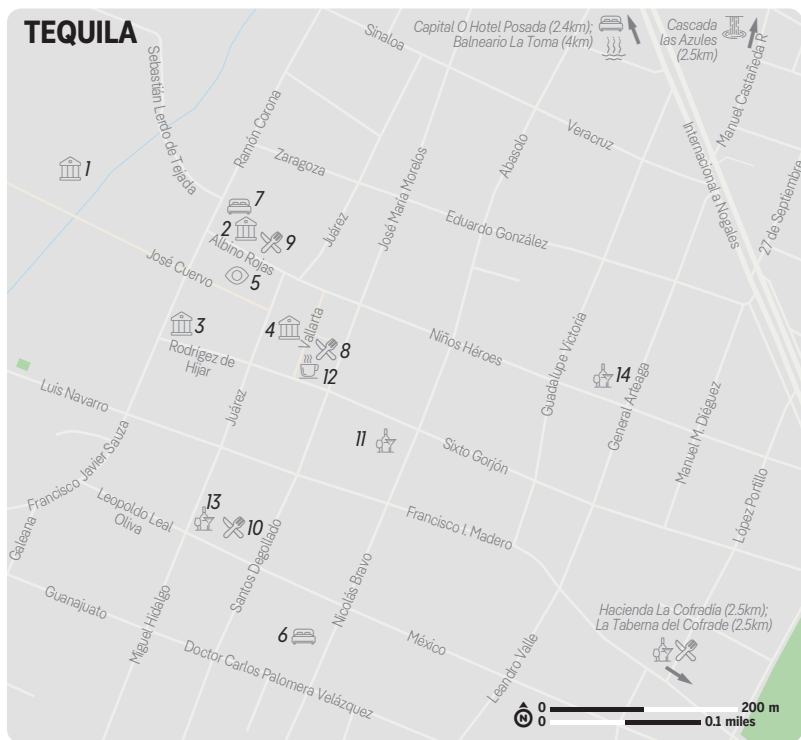 TEQUILA
Capital O Hotel Posada (2.4km);
Balneario La Toma (4km)
Cascada
las Azules
(2.5km)
Sinaloa
Sebastián Lerdo de Tejada
Ramón Corona
Manuel Castañeda R
Veracruz
Internacional a Nogales
Abasolo
José María Morelos
Zaragoza
1
27 de Septiembre
7
2
9
Juárez
Eduardo González
Albino Rojas
José Cuervo
5
3
4
Vallarta
8
Niños Héroes
Rodrígez de
Hijar
12
Guadalupe Victoria
14
General Arteaga
Luis Navarro
Juárez
Manuel M. Diéguez
11
Sixto Gorjón
Francisco Javier Sauza
López Portillo
Leopoldo Leal
Oliva
13
10
Francisco I. Madero
Galeana
Santos Degollado
Nicolás Bravo
Guanajuato
Miguel Hidalgo
6
México
Hacienda La Cofradía (2.5km);
La Taberna del Cofrade (2.5km)
Leandro Valle
Doctor Carlos Palomera Velázquez
N
0 200 m
0 0.1 miles